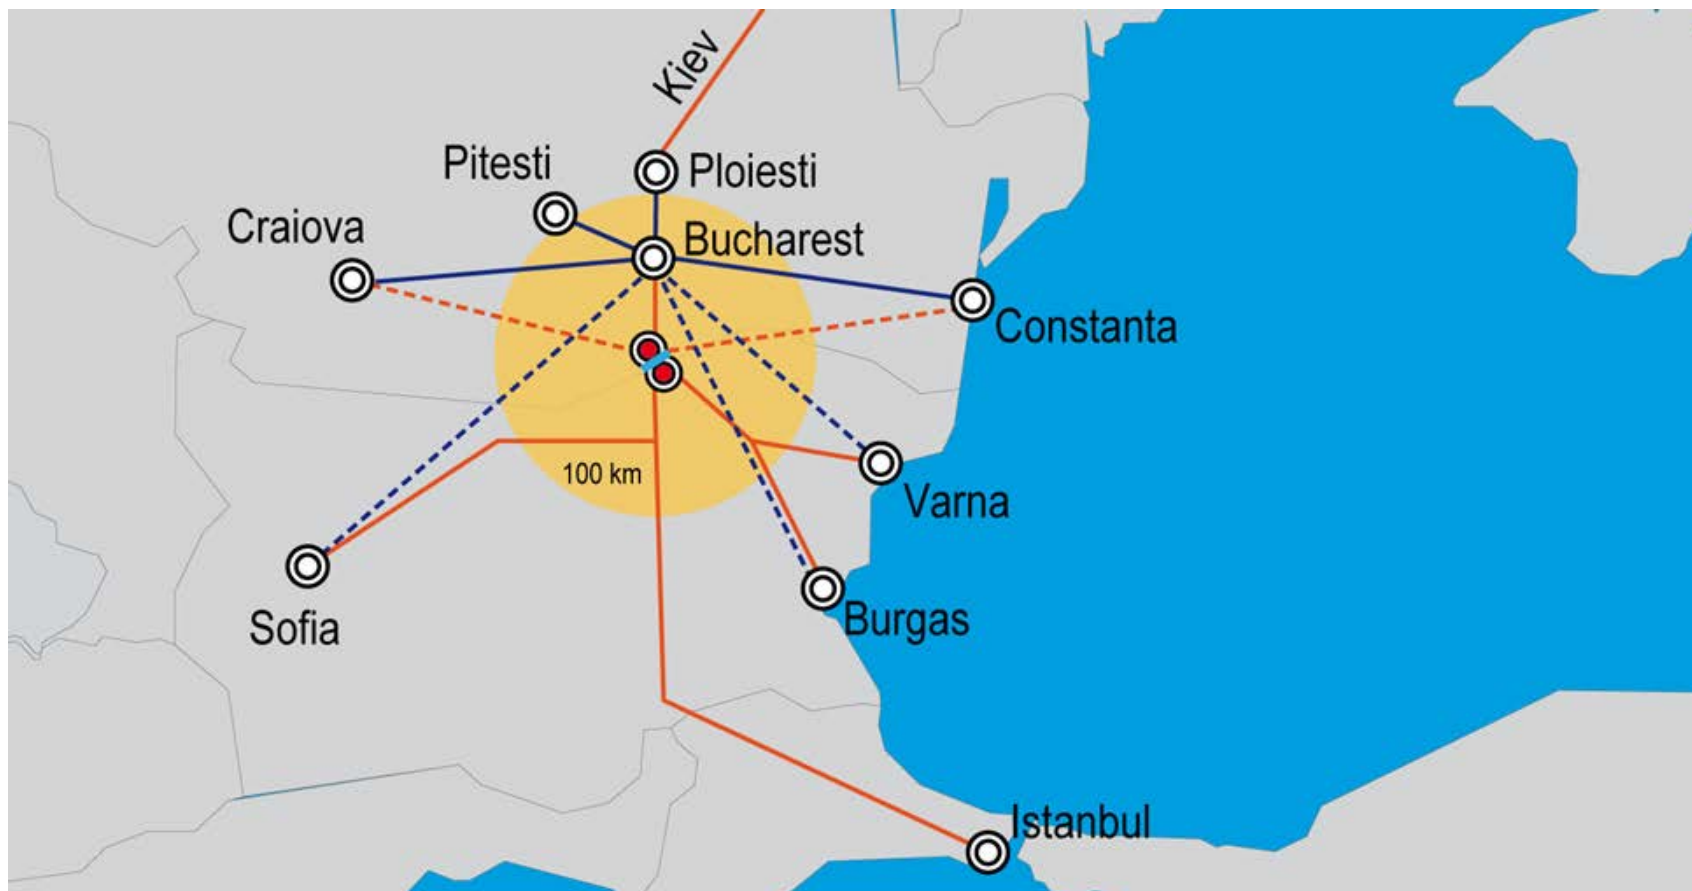 Kiev
Pitesti
Ploiesti
Craiova
Bucharest
Constanta
100 km
Varna
Sofia
Burgas
Istanbul